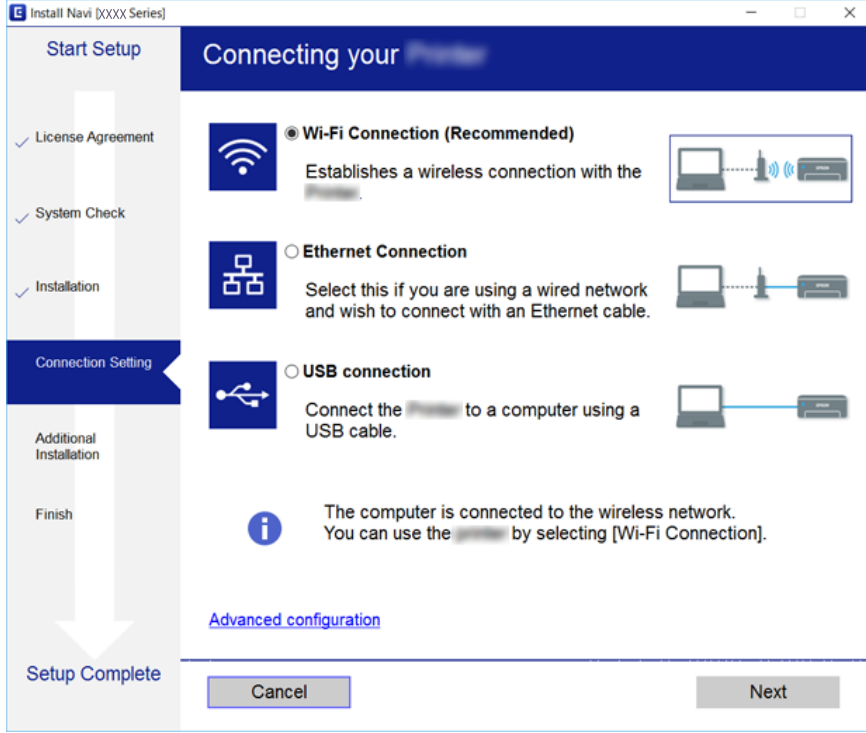 Install Navi [XXXX Series]
Start Setup
License Agreement
System Check
Installation
Connection Setting
Additional
Installation
Finish
Setup Complete
Connecting your
Wi-Fi Connection (Recommended)
Establishes a wireless connection with the
.
Ethernet Connection
Select this if you are using a wired network
and wish to connect with an Ethernet cable.
USB connection
Connect the to a computer using a
USB cable.
The computer is connected to the wireless network.
You can use the by selecting [Wi-Fi Connection].
Advanced configuration
Cancel
Next